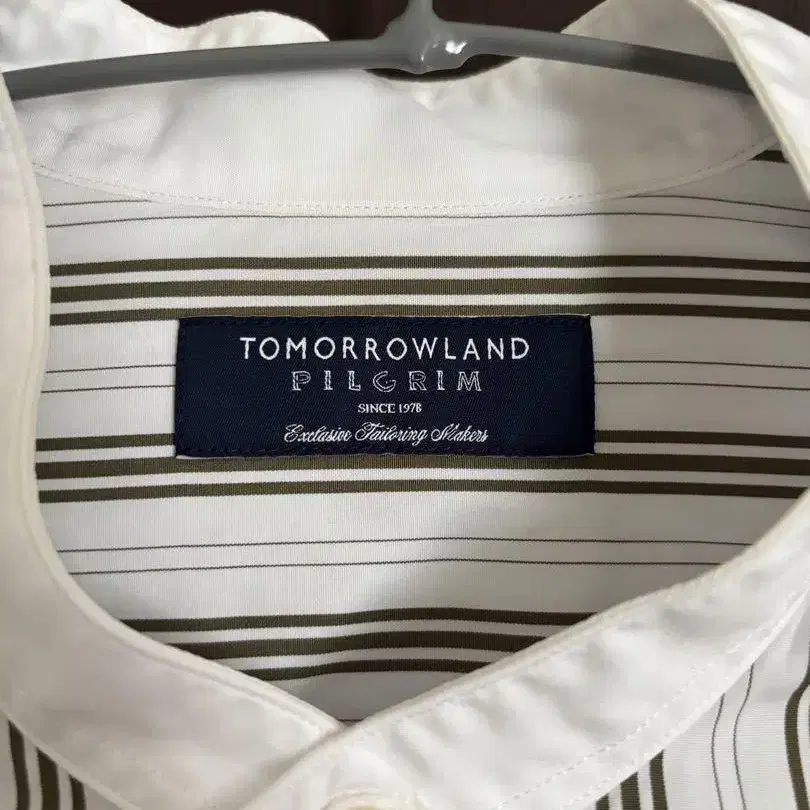 TOMORROWLAND
PILGRIM
SINCE 1978
Exclusive Tailoring Makers